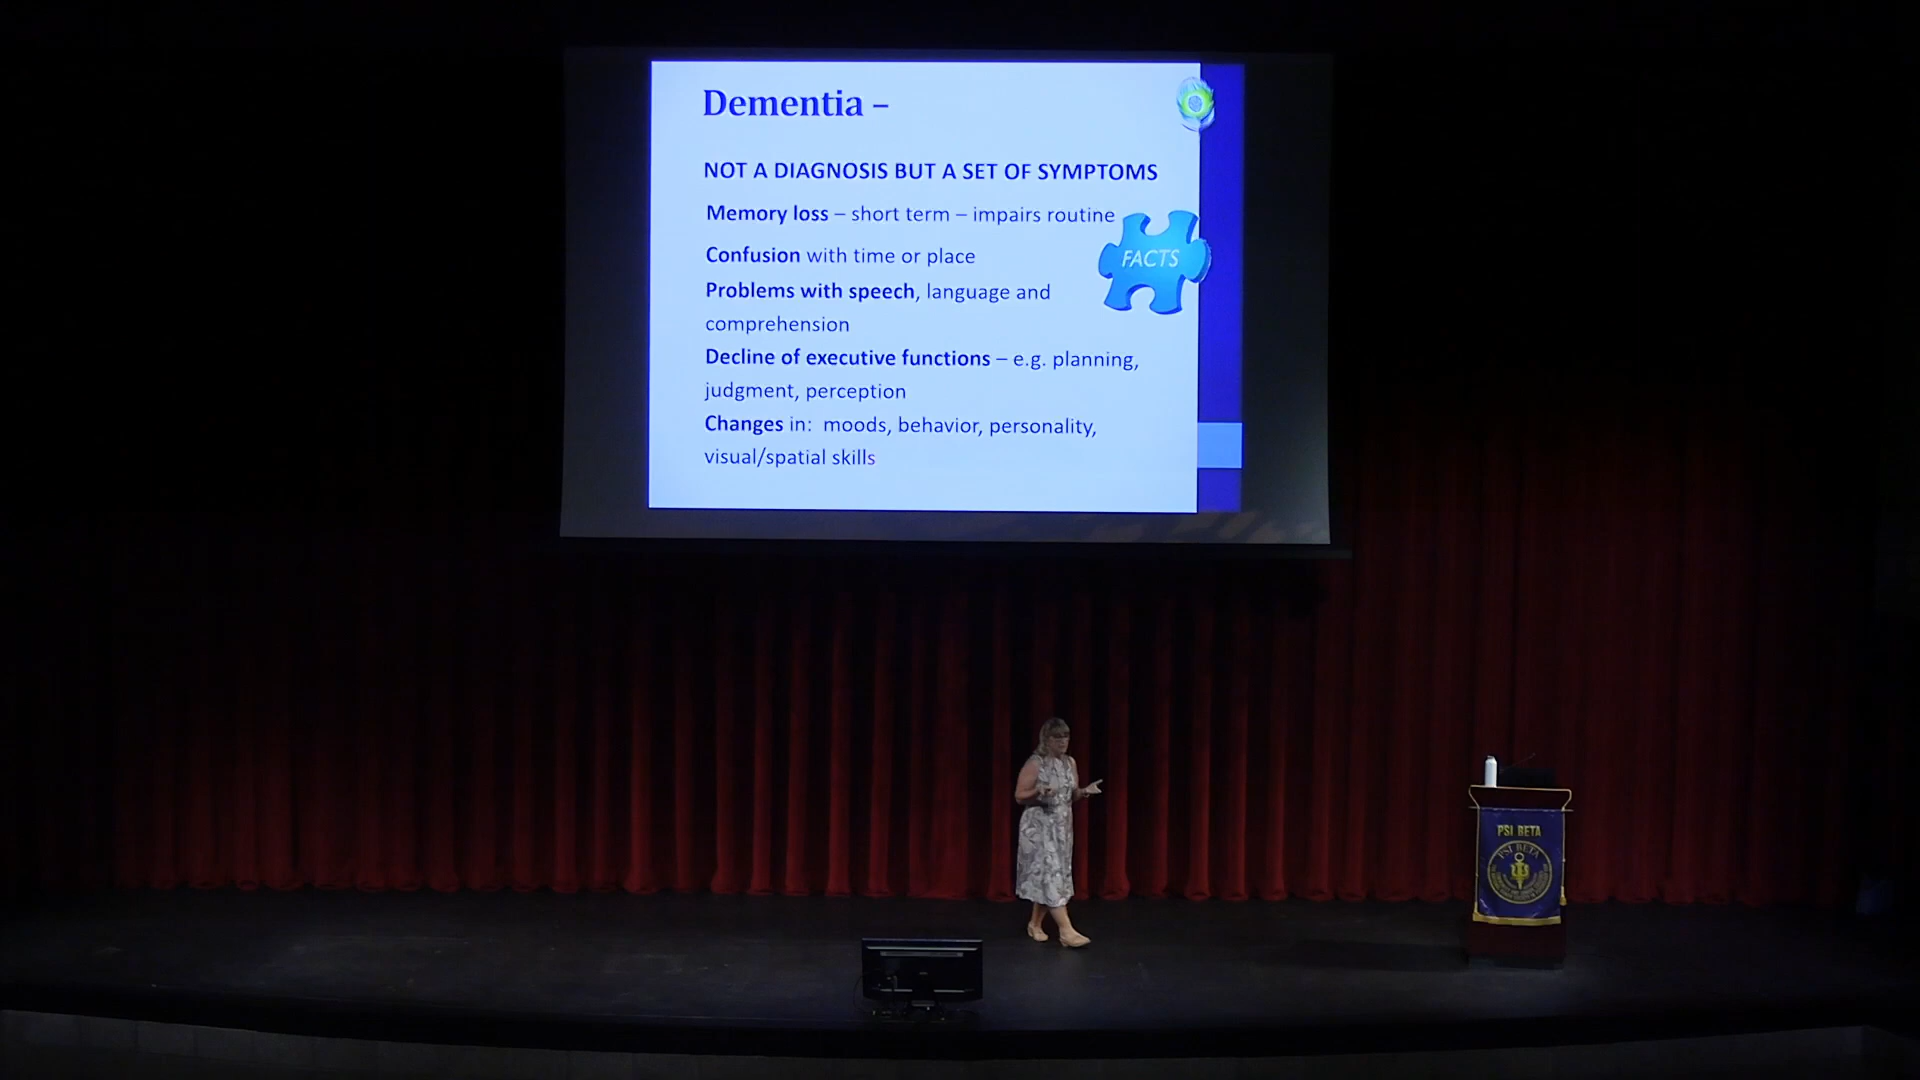 Dementia –
NOT A DIAGNOSIS BUT A SET OF SYMPTOMS
Memory loss – short term – impairs routine
Confusion with time or place
FACTS
Problems with speech, language and
comprehension
Decline of executive functions – e.g. planning,
judgment, perception
Changes in: moods, behavior, personality,
visual/spatial skills
PSI BETA
PSI BETA